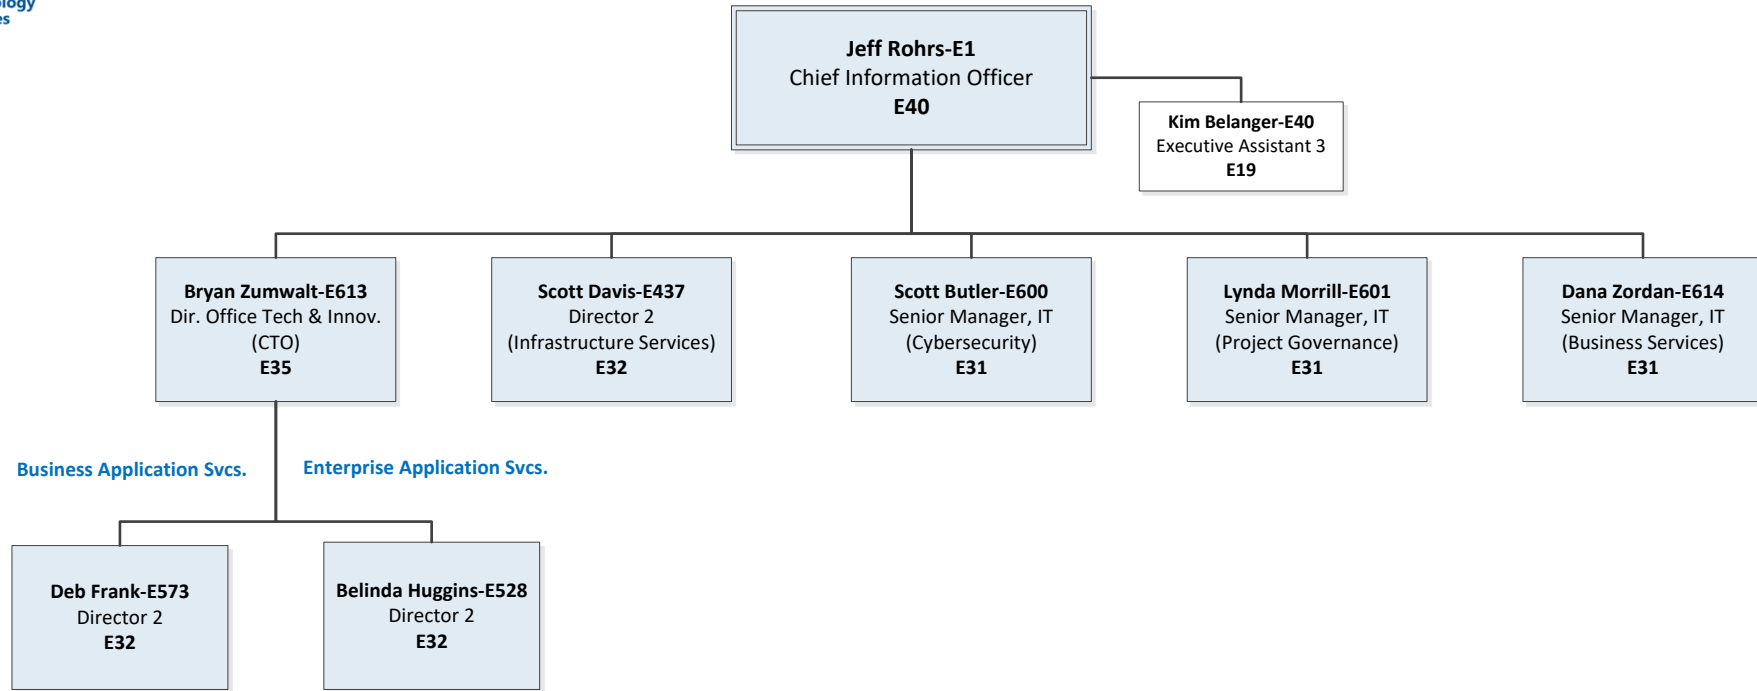 Jeff Rohrs-E1
Chief Information Officer
E40
Kim Belanger-E40
Executive Assistant 3
E19
Bryan Zumwalt-E613
Dir. Office Tech & Innov.
(CTO)
E35
Scott Davis-E437
Director 2
(Infrastructure Services)
E32
Scott Butler-E600
Senior Manager, IT
(Cybersecurity)
E31
Lynda Morrill-E601
Senior Manager, IT
(Project Governance)
E31
Dana Zordan-E614
Senior Manager, IT
(Business Services)
E31
Business Application Svcs.
Enterprise Application Svcs.
Deb Frank-E573
Director 2
E32
Belinda Huggins-E528
Director 2
E32